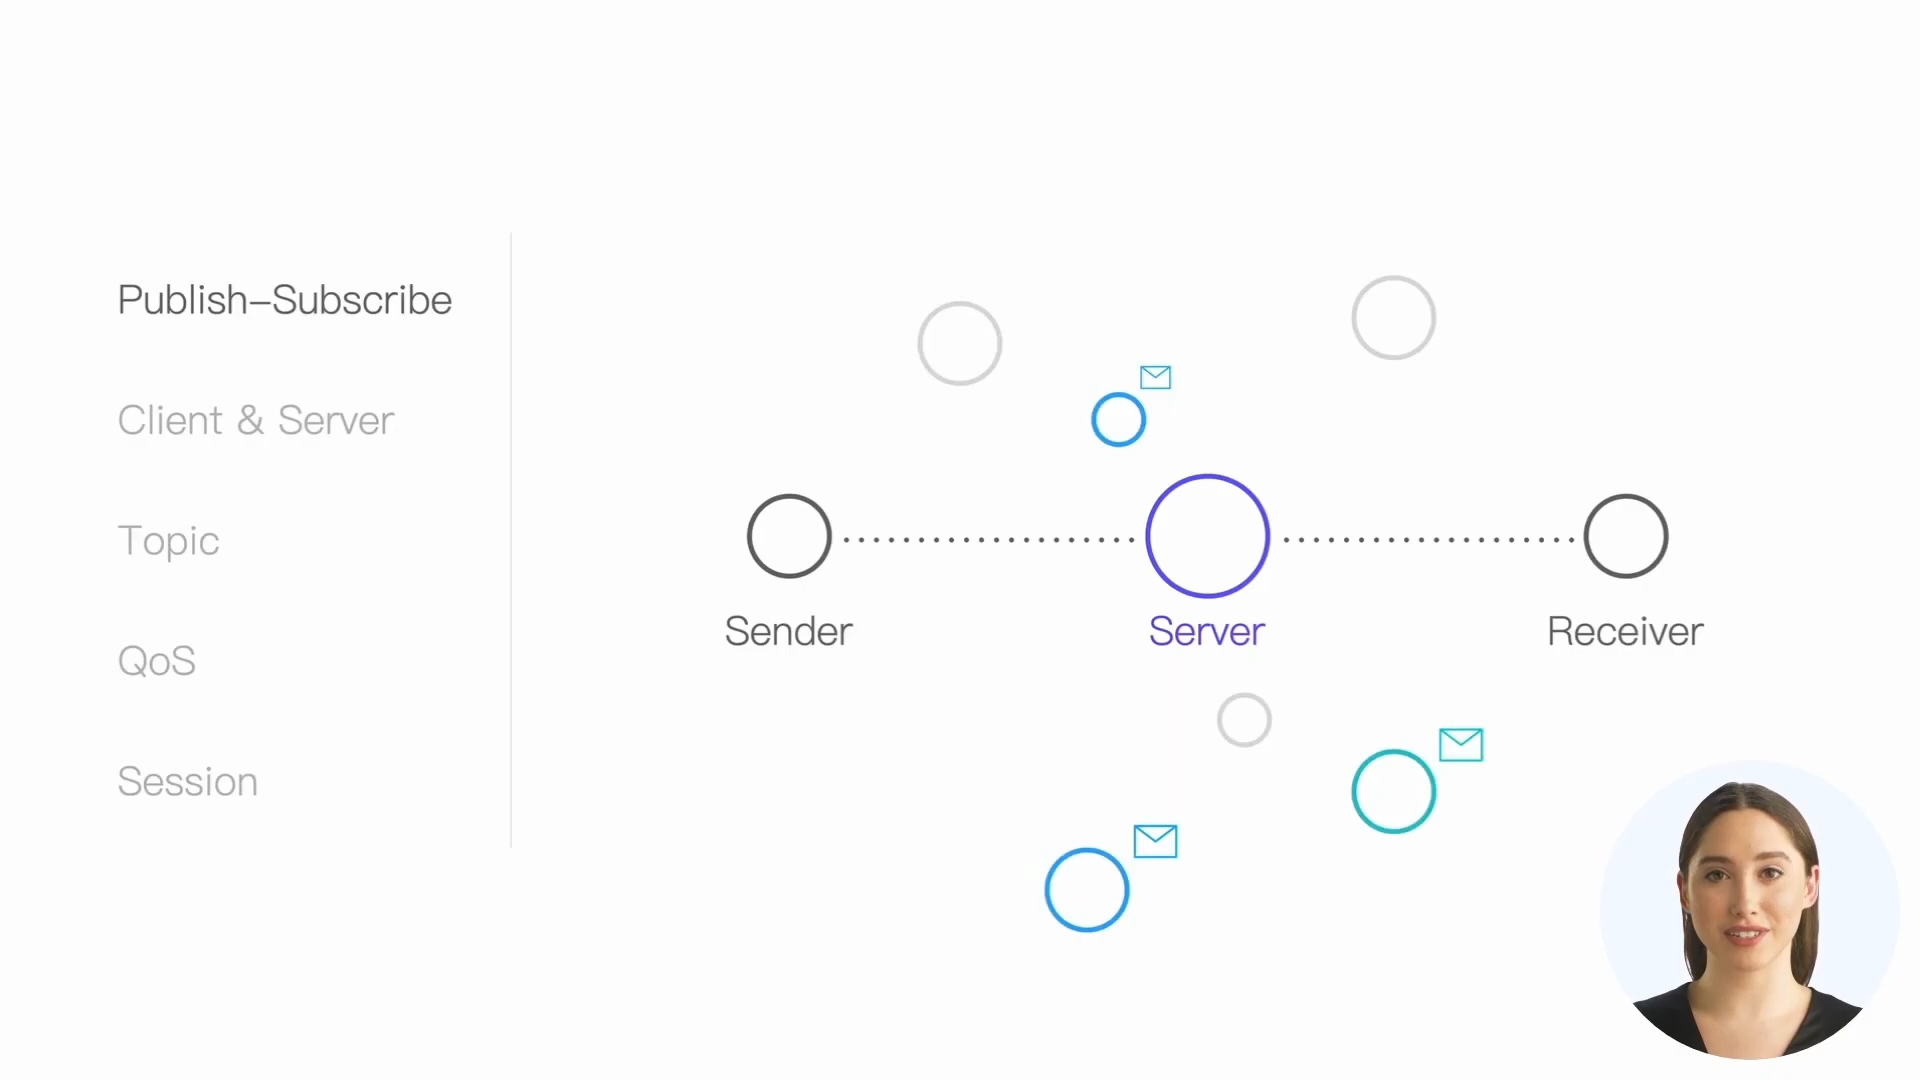 Publish–Subscribe
Client & Server
Topic
QoS
Session
Sender
Server
Receiver